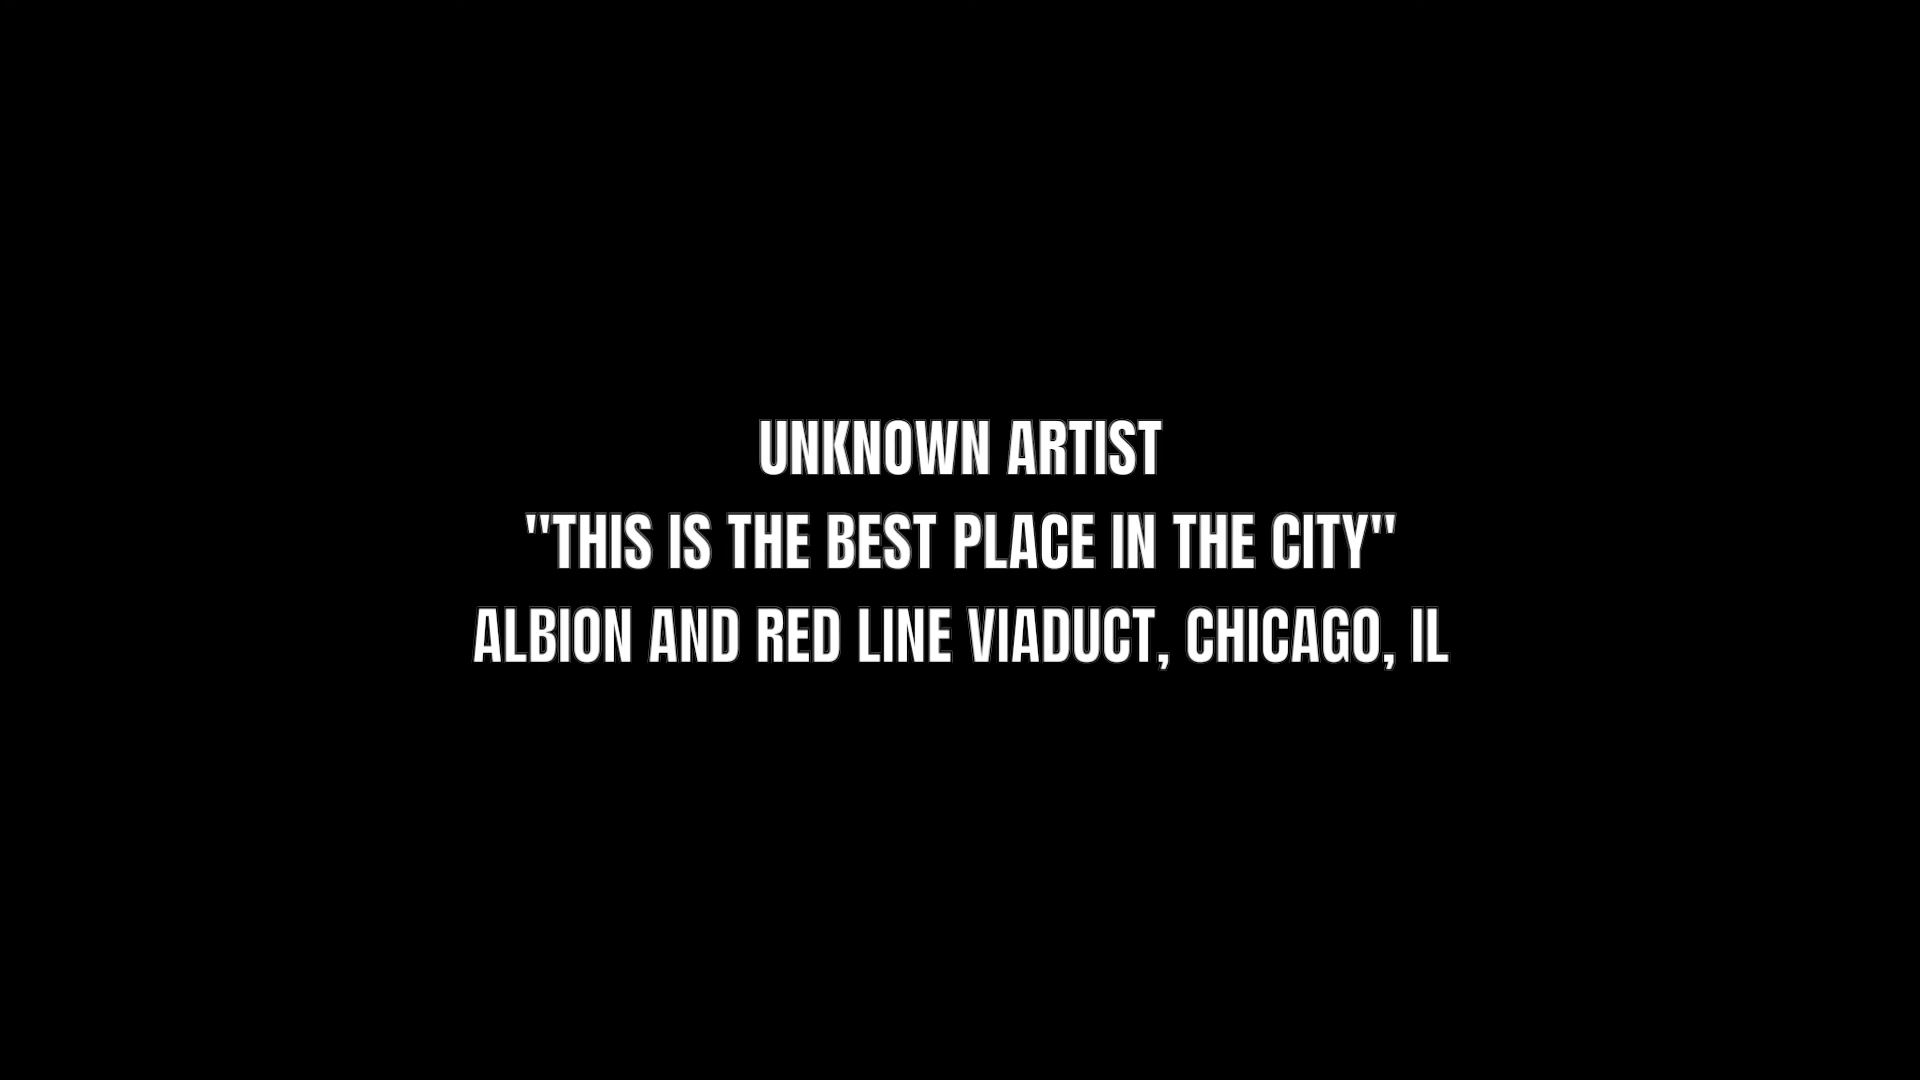 UNKNOWN ARTIST
"THIS IS THE BEST PLACE IN THE CITY"
ALBION AND RED LINE VIADUCT, CHICAGO, IL